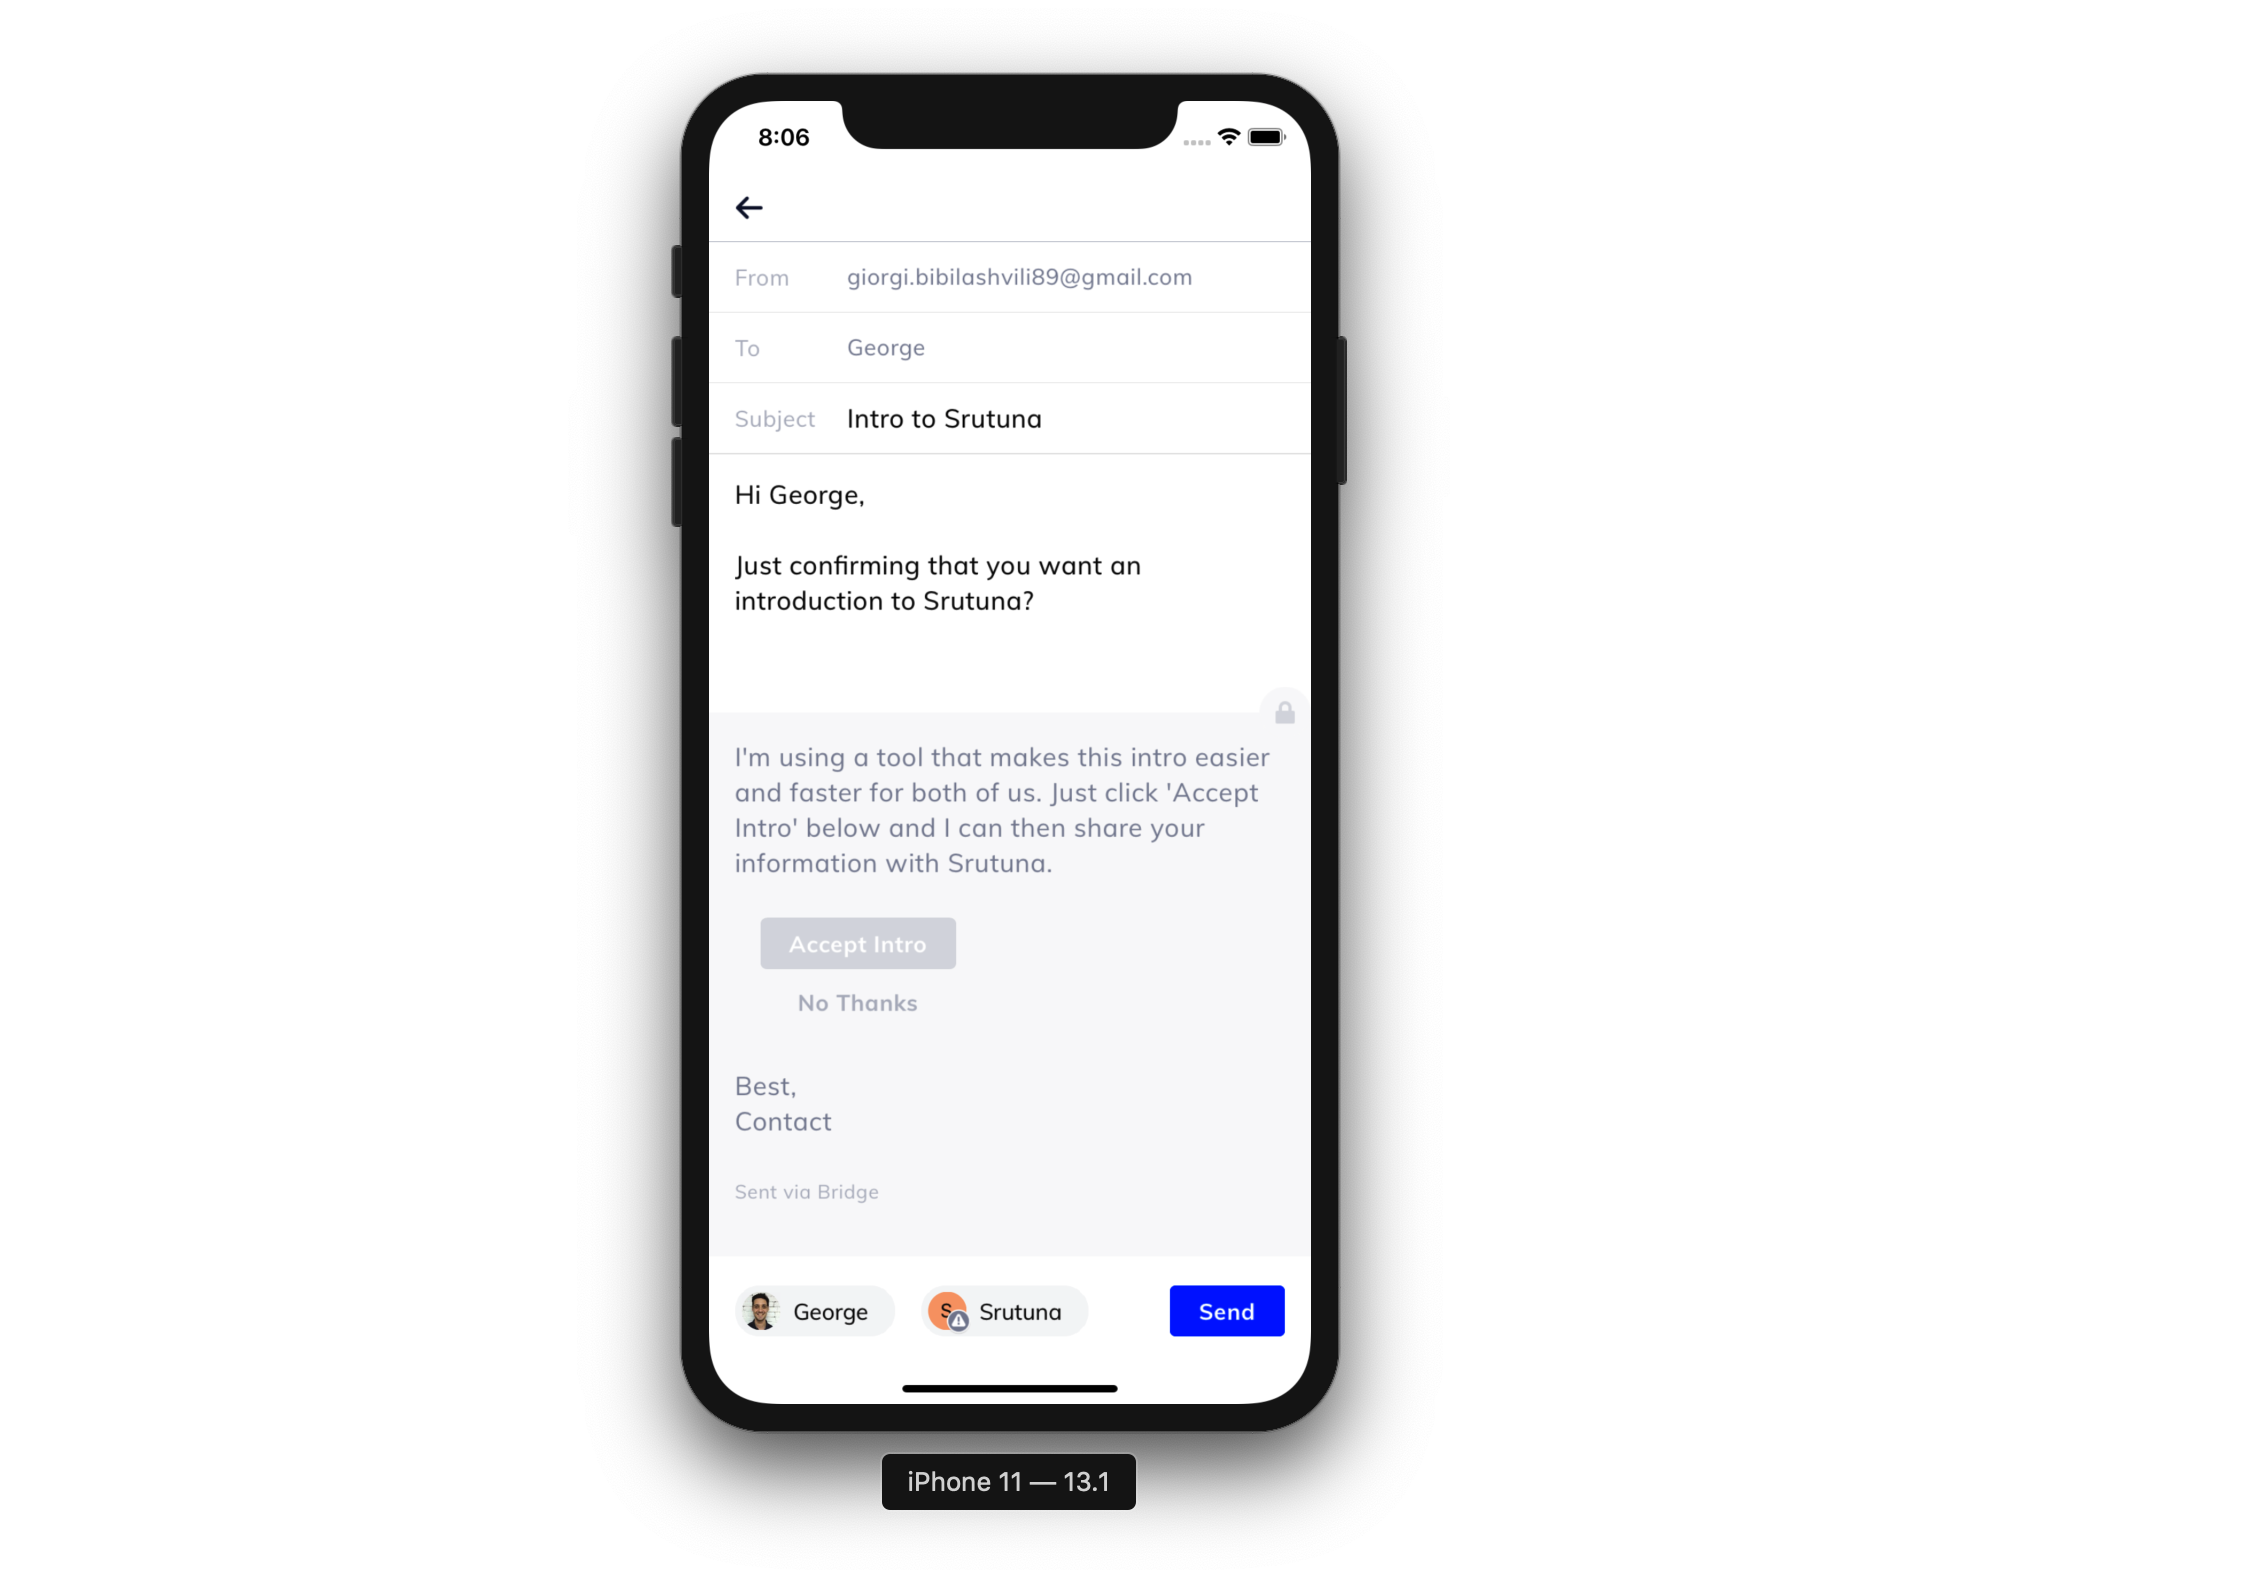 8:06
From giorgi.bibilashvili89@gmail.com
To George
Subject Intro to Srutuna
Hi George,
Just confirming that you want an
introduction to Srutuna?
I'm using a tool that makes this intro easier
and faster for both of us. Just click 'Accept
Intro' below and I can then share your
information with Srutuna.
Accept Intro
No Thanks
Best,
Contact
Sent via Bridge
George S Srutuna Send
iPhone 11 — 13.1